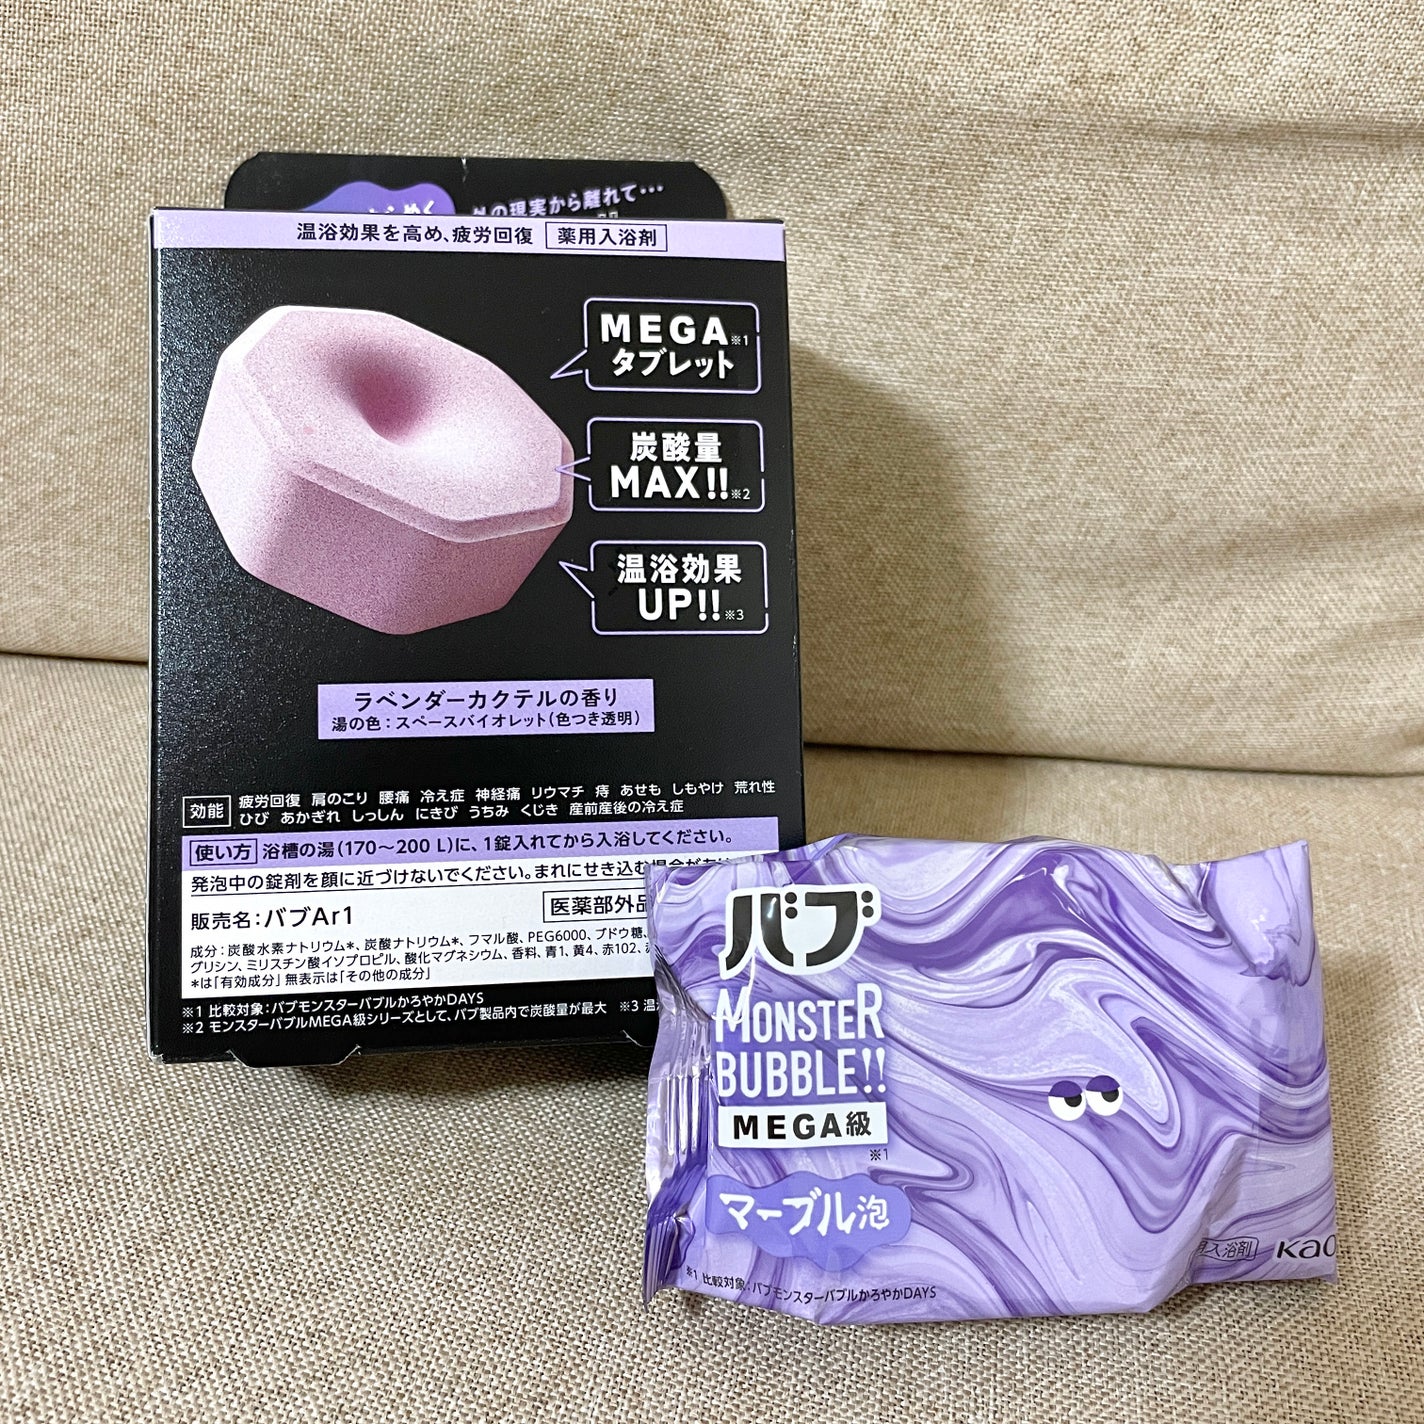 の現実から離れて…
温浴効果を高め、疲労回復 薬用入浴剤
MEGA※1
タブレット
炭酸量
MAX!!※2
温浴効果
UP!!※3
ラベンダーカクテルの香り
湯の色：スペースバイオレット（色つき透明）
効能 疲労回復 肩のこり 腰痛 冷え症 神経痛 リウマチ 痔 あせも しもやけ 荒れ性
ひび あかぎれ しっしん にきび うちみ くじき 産前産後の冷え症
使い方 浴槽の湯（170〜200 L）に、1錠入れてから入浴してください。
発泡中の錠剤を顔に近づけないでください。まれにせき込む場合が
販売名：バブAr1 医薬部外品
成分：炭酸水素ナトリウム＊、炭酸ナトリウム＊、フマル酸、PEG6000、ブドウ糖、
グリシン、ミリスチン酸イソプロピル、酸化マグネシウム、香料、青1、黄4、赤102、
＊は「有効成分」 無表示は「その他の成分」
※1 比較対象：バブモンスターバブルかろやかDAYS
※2 モンスターバブルMEGA級シリーズとして、バブ製品内で炭酸量が最大 ※3 温
バブ
MONSTER
BUBBLE!!
MEGA級
※1
マーブル泡
用入浴剤 Kao
※1 比較対象：バブモンスターバブルかろやかDAYS